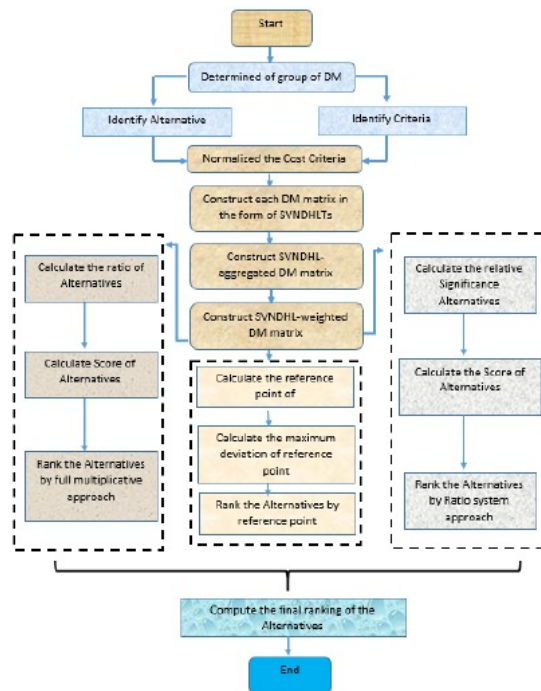 Start
Determined of group of DM
Identify Alternative
Identify Criteria
Normalized the Cost Criteria
Construct each DM matrix in
the form of SVNDHLTs
Construct SVNDHL-
aggregated DM matrix
Construct SVNDHL-weighted
DM matrix
Calculate the ratio of
Alternatives
Calculate Score of
Alternatives
Rank the Alternatives
by full multiplicative
approach
Calculate the reference
point of
Calculate the maximum
deviation of reference
point
Rank the Alternatives by
reference point
Calculate the relative
Significance
Alternatives
Calculate the Score of
Alternatives
Rank the Alternatives
by Ratio system
approach
Compute the final ranking of the
Alternatives
End